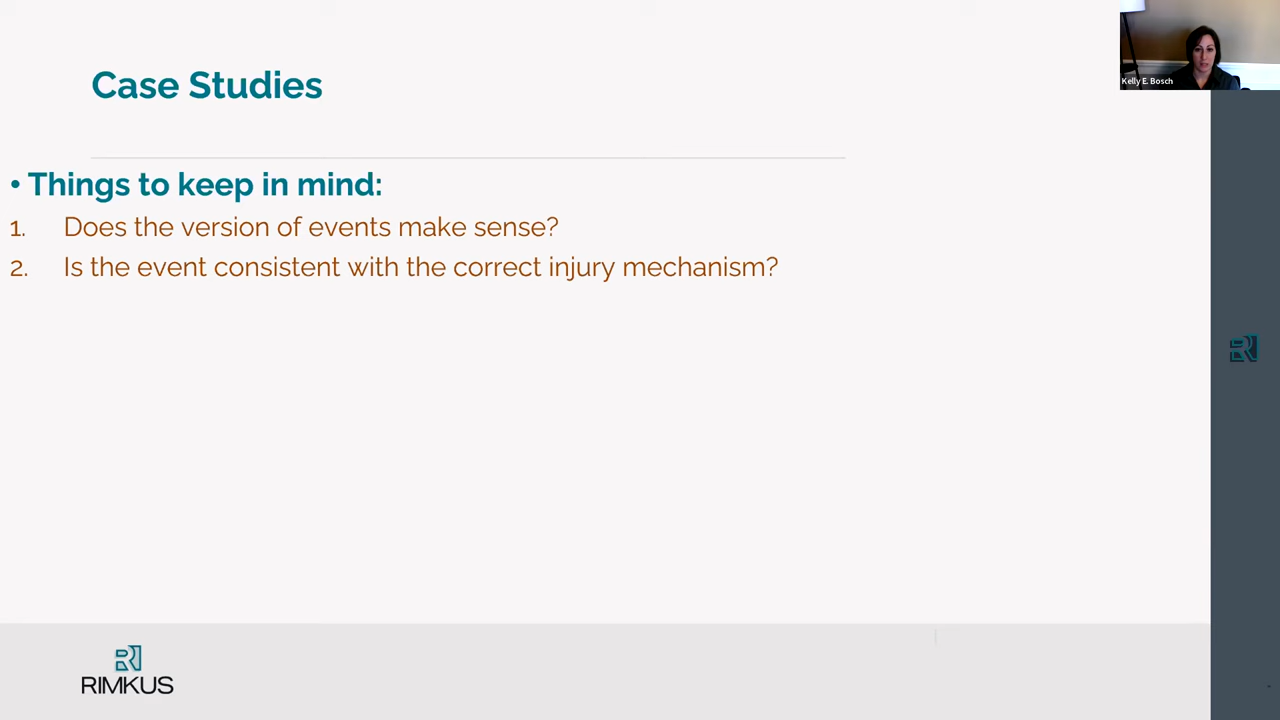 Case Studies
Kelly E. Bosch
• Things to keep in mind:
1. Does the version of events make sense?
2. Is the event consistent with the correct injury mechanism?
RIMKUS